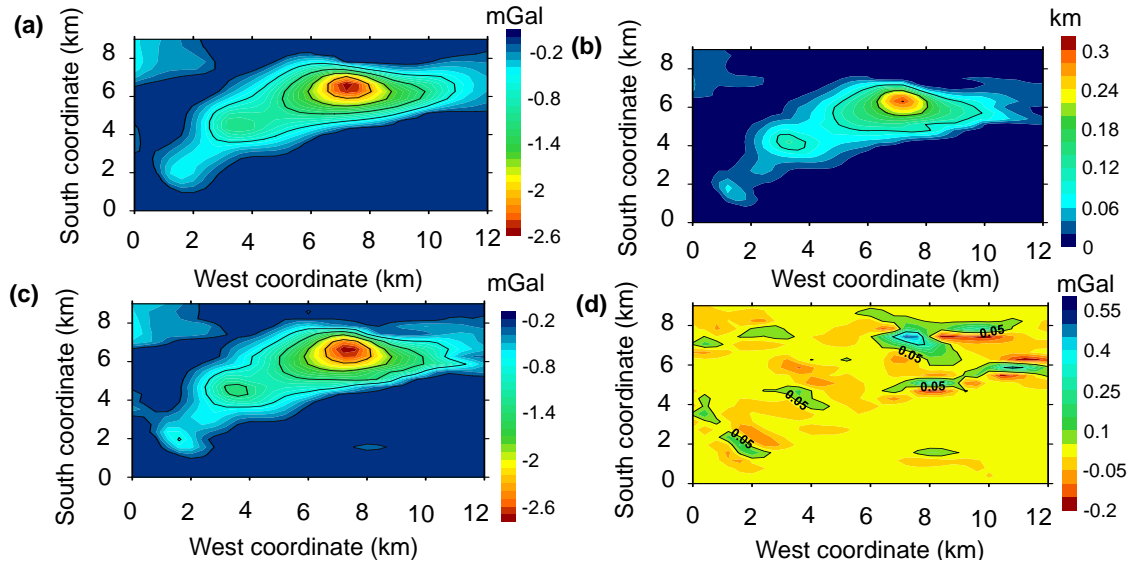 (a)
mGal
-0.2
-0.8
-1.4
-2
-2.6
South coordinate (km)
8
6
4
2
0
0 2 4 6 8 10 12
West coordinate (km)
(b)
km
0.3
0.24
0.18
0.12
0.06
0
South coordinate (km)
8
6
4
2
0
0 2 4 6 8 10 12
West coordinate (km)
(c)
mGal
-0.2
-0.8
-1.4
-2
-2.6
South coordinate (km)
8
6
4
2
0
0 2 4 6 8 10 12
West coordinate (km)
(d)
mGal
0.55
0.4
0.25
0.1
-0.05
-0.2
South coordinate (km)
8
6
4
2
0
0.05
0.05
0.05
0.05
0.05
0 2 4 6 8 10 12
West coordinate (km)